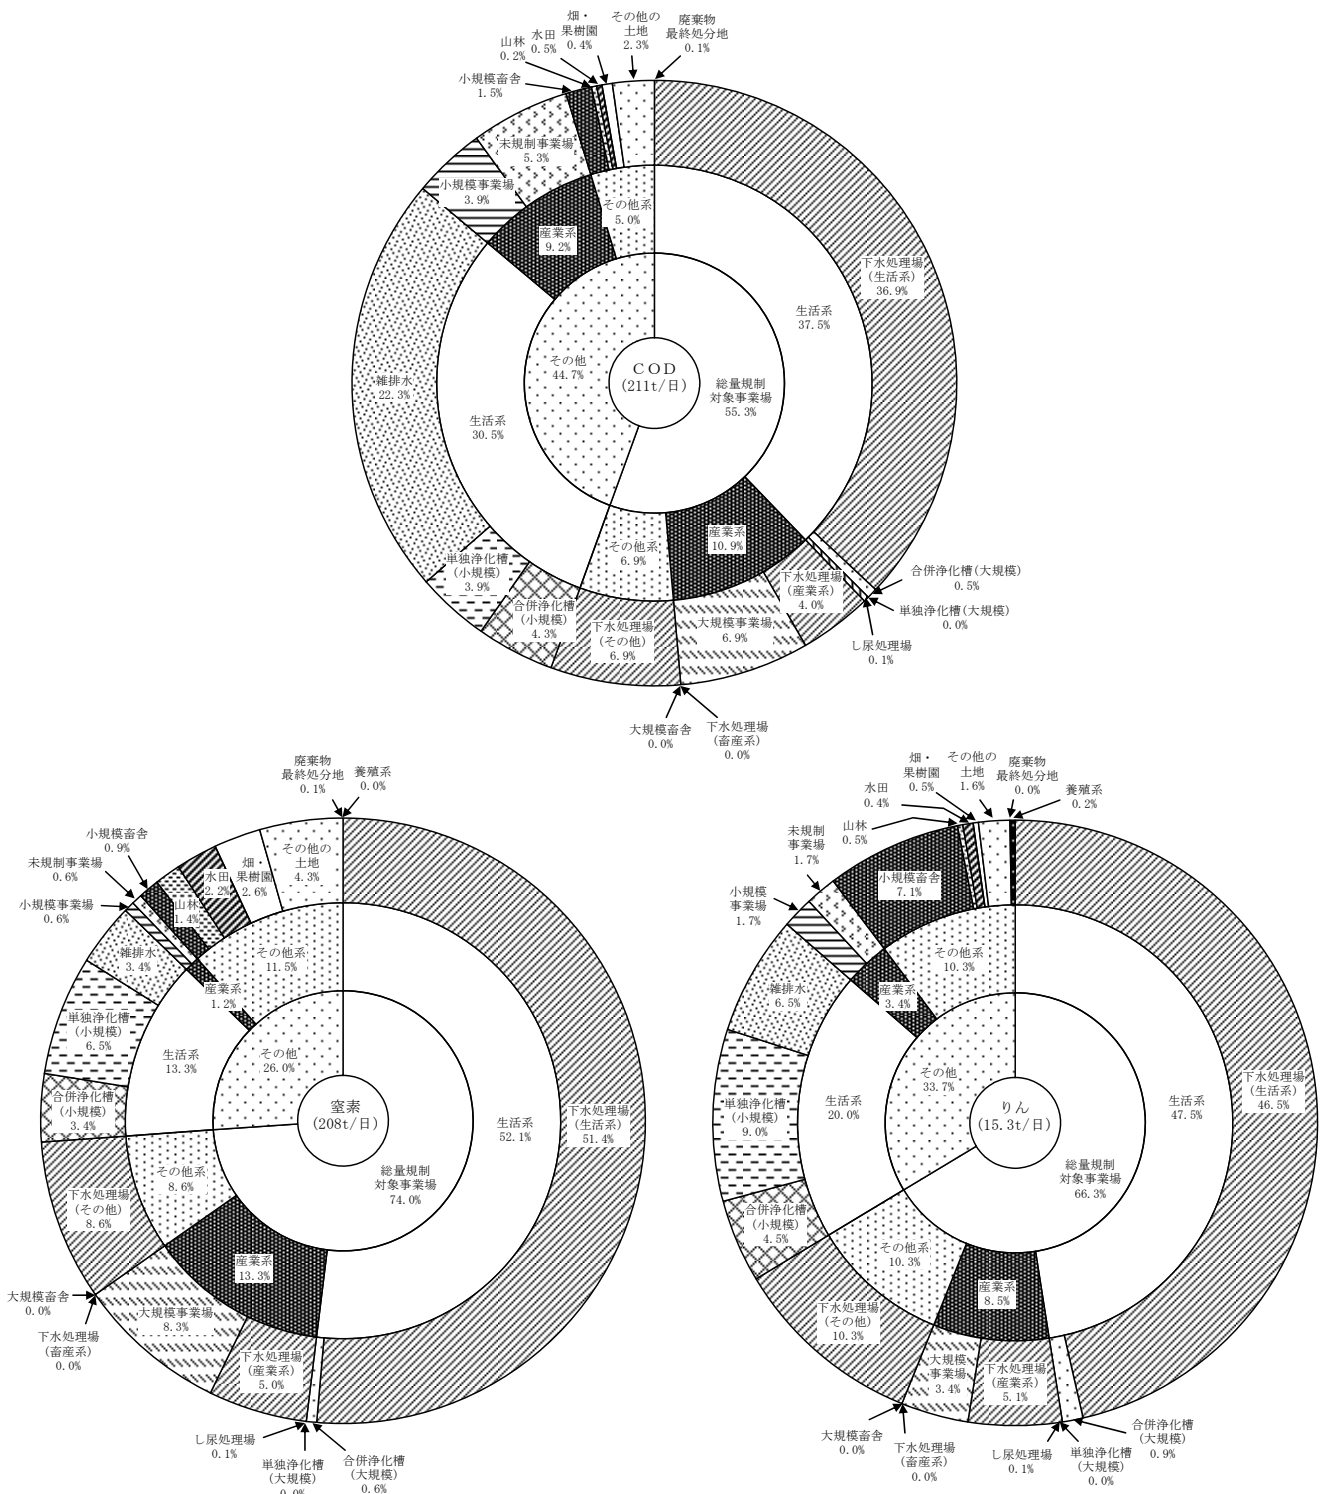 山林
0.2%
水田
0.5%
畑・
果樹園
0.4%
その他の
土地
2.3%
廃棄物
最終処分地
0.1%
小規模畜舎
1.5%
未規制事業場
5.3%
小規模事業場
3.9%
産業系
9.2%
その他系
5.0%
下水処理場
(生活系)
36.9%
生活系
37.5%
その他
44.7%
COD
(211t/日)
総量規制
対象事業場
55.3%
雑排水
22.3%
生活系
30.5%
産業系
10.9%
その他系
6.9%
単独浄化槽
(小規模)
3.9%
合併浄化槽
(小規模)
4.3%
下水処理場
(その他)
6.9%
大規模事業場
6.9%
下水処理場
(産業系)
4.0%
合併浄化槽(大規模)
0.5%
単独浄化槽(大規模)
0.0%
し尿処理場
0.1%
大規模畜舎
0.0%
下水処理場
(畜産系)
0.0%
廃棄物
最終処分地
0.1%
養殖系
0.0%
小規模畜舎
0.9%
未規制事業場
0.6%
小規模事業場
0.6%
山林
1.4%
水田
2.2%
畑・
果樹園
2.6%
その他の
土地
4.3%
雑排水
3.4%
その他系
11.5%
産業系
1.2%
単独浄化槽
(小規模)
6.5%
生活系
13.3%
その他
26.0%
合併浄化槽
(小規模)
3.4%
窒素
(208t/日)
生活系
52.1%
下水処理場
(生活系)
51.4%
総量規制
対象事業場
74.0%
その他系
8.6%
下水処理場
(その他)
8.6%
産業系
13.3%
大規模畜舎
0.0%
下水処理場
(畜産系)
0.0%
大規模事業場
8.3%
下水処理場
(産業系)
5.0%
し尿処理場
0.1%
単独浄化槽
(大規模)
0.0%
合併浄化槽
(大規模)
0.6%
畑・
果樹園
0.5%
その他の
土地
1.6%
廃棄物
最終処分地
0.0%
養殖系
0.2%
水田
0.4%
山林
0.5%
未規制
事業場
1.7%
小規模
事業場
1.7%
小規模畜舎
7.1%
その他系
10.3%
産業系
3.4%
雑排水
6.5%
単独浄化槽
(小規模)
9.0%
生活系
20.0%
その他
33.7%
りん
(15.3t/日)
生活系
47.5%
下水処理場
(生活系)
46.5%
総量規制
対象事業場
66.3%
合併浄化槽
(小規模)
4.5%
その他系
10.3%
産業系
8.5%
下水処理場
(その他)
10.3%
大規模
事業場
3.4%
下水処理場
(産業系)
5.1%
大規模畜舎
0.0%
下水処理場
(畜産系)
0.0%
し尿処理場
0.1%
単独浄化槽
(大規模)
0.0%
合併浄化槽
(大規模)
0.9%